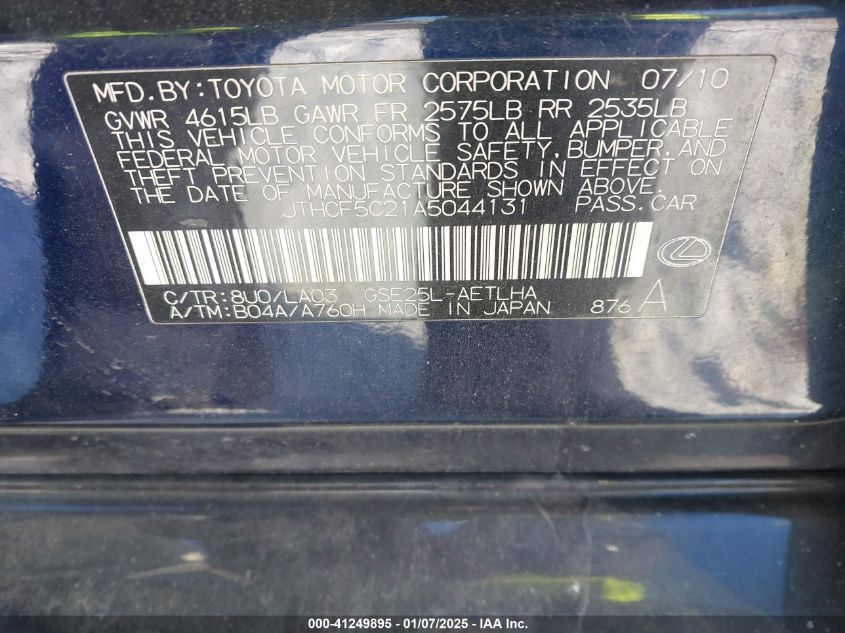 MFD.BY:TOYOTA MOTOR CORPORATION 07/10
GVWR 4615LB GAWR FR 2575LB RR 2535LB
THIS VEHICLE CONFORMS TO ALL APPLICABLE
FEDERAL MOTOR VEHICLE SAFETY, BUMPER, AND
THEFT PREVENTION STANDARDS IN EFFECT ON
THE DATE OF MANUFACTURE SHOWN ABOVE.
JTHCF5C21A5044131 PASS.CAR
C/TR:8U0/LA03 GSE25L-AETLHA
A/TM:B04A/A760H MADE IN JAPAN 876 A
000-41249895 - 01/07/2025 - IAA Inc.